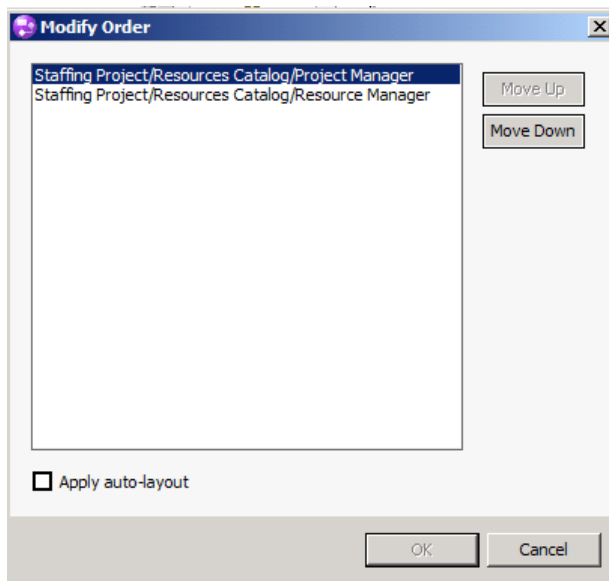 Modify Order
Staffing Project/Resources Catalog/Project Manager
Staffing Project/Resources Catalog/Resource Manager
Move Up
Move Down
Apply auto-layout
OK
Cancel